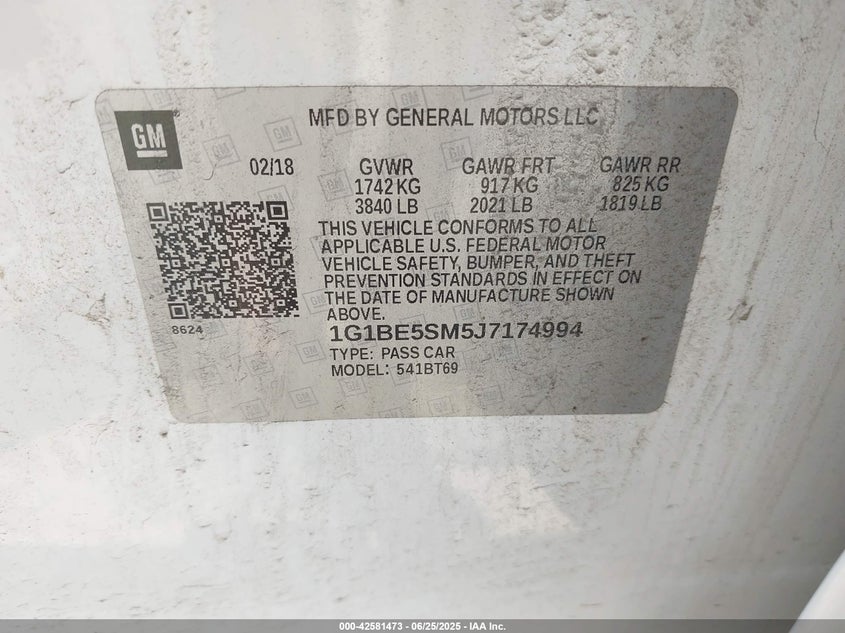 GM
MFD BY GENERAL MOTORS LLC
02/18 GVWR GAWR FRT GAWR RR
1742 KG 917 KG 825 KG
3840 LB 2021 LB 1819 LB
THIS VEHICLE CONFORMS TO ALL
APPLICABLE U.S. FEDERAL MOTOR
VEHICLE SAFETY, BUMPER, AND THEFT
PREVENTION STANDARDS IN EFFECT ON
THE DATE OF MANUFACTURE SHOWN
ABOVE.
8624
1G1BE5SM5J7174994
TYPE: PASS CAR
MODEL: 541BT69
000-42581473 - 06/25/2025 - IAA Inc.